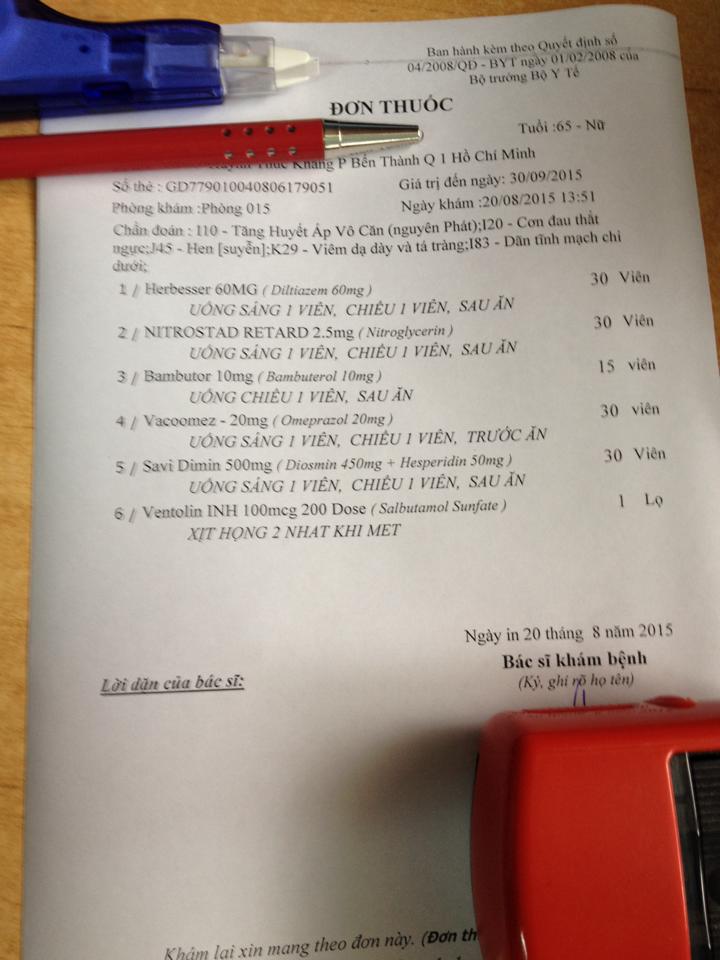 Ban hành kèm theo Quyết định số
04/2008/QĐ - BYT ngày 01/02/2008 của
Bộ trưởng Bộ Y Tế
ĐƠN THUỐC
Tuổi :65 - Nữ
Thúc Kháng P Bến Thành Q 1 Hồ Chí Minh
Số thẻ : GD779010040806179051 Giá trị đến ngày: 30/09/2015
Phòng khám :Phòng 015 Ngày khám :20/08/2015 13:51
Chẩn đoán : I10 - Tăng Huyết Áp Vô Căn (nguyên Phát);I20 - Cơn đau thắt
ngực;J45 - Hen [suyễn];K29 - Viêm dạ dày và tá tràng;I83 - Dãn tĩnh mạch chi
dưới;
1 / Herbesser 60MG ( Diltiazem 60mg ) 30 Viên
UỐNG SÁNG 1 VIÊN, CHIỀU 1 VIÊN, SAU ĂN
2 / NITROSTAD RETARD 2.5mg ( Nitroglycerin ) 30 Viên
UỐNG SÁNG 1 VIÊN, CHIỀU 1 VIÊN, SAU ĂN
3 / Bambutor 10mg ( Bambuterol 10mg ) 15 viên
UỐNG CHIỀU 1 VIÊN, SAU ĂN
4 / Vacoomez - 20mg ( Omeprazol 20mg ) 30 viên
UỐNG SÁNG 1 VIÊN, CHIỀU 1 VIÊN, TRƯỚC ĂN
5 / Savi Dimin 500mg ( Diosmin 450mg + Hesperidin 50mg ) 30 Viên
UỐNG SÁNG 1 VIÊN, CHIỀU 1 VIÊN, SAU ĂN
6 / Ventolin INH 100mcg 200 Dose ( Salbutamol Sunfate ) 1 Lọ
XỊT HỌNG 2 NHAT KHI MET
Ngày in 20 tháng 8 năm 2015
Bác sĩ khám bệnh
Lời dặn của bác sĩ: (Ký, ghi rõ họ tên)
Khám lại xin mang theo đơn này. (Đơn th